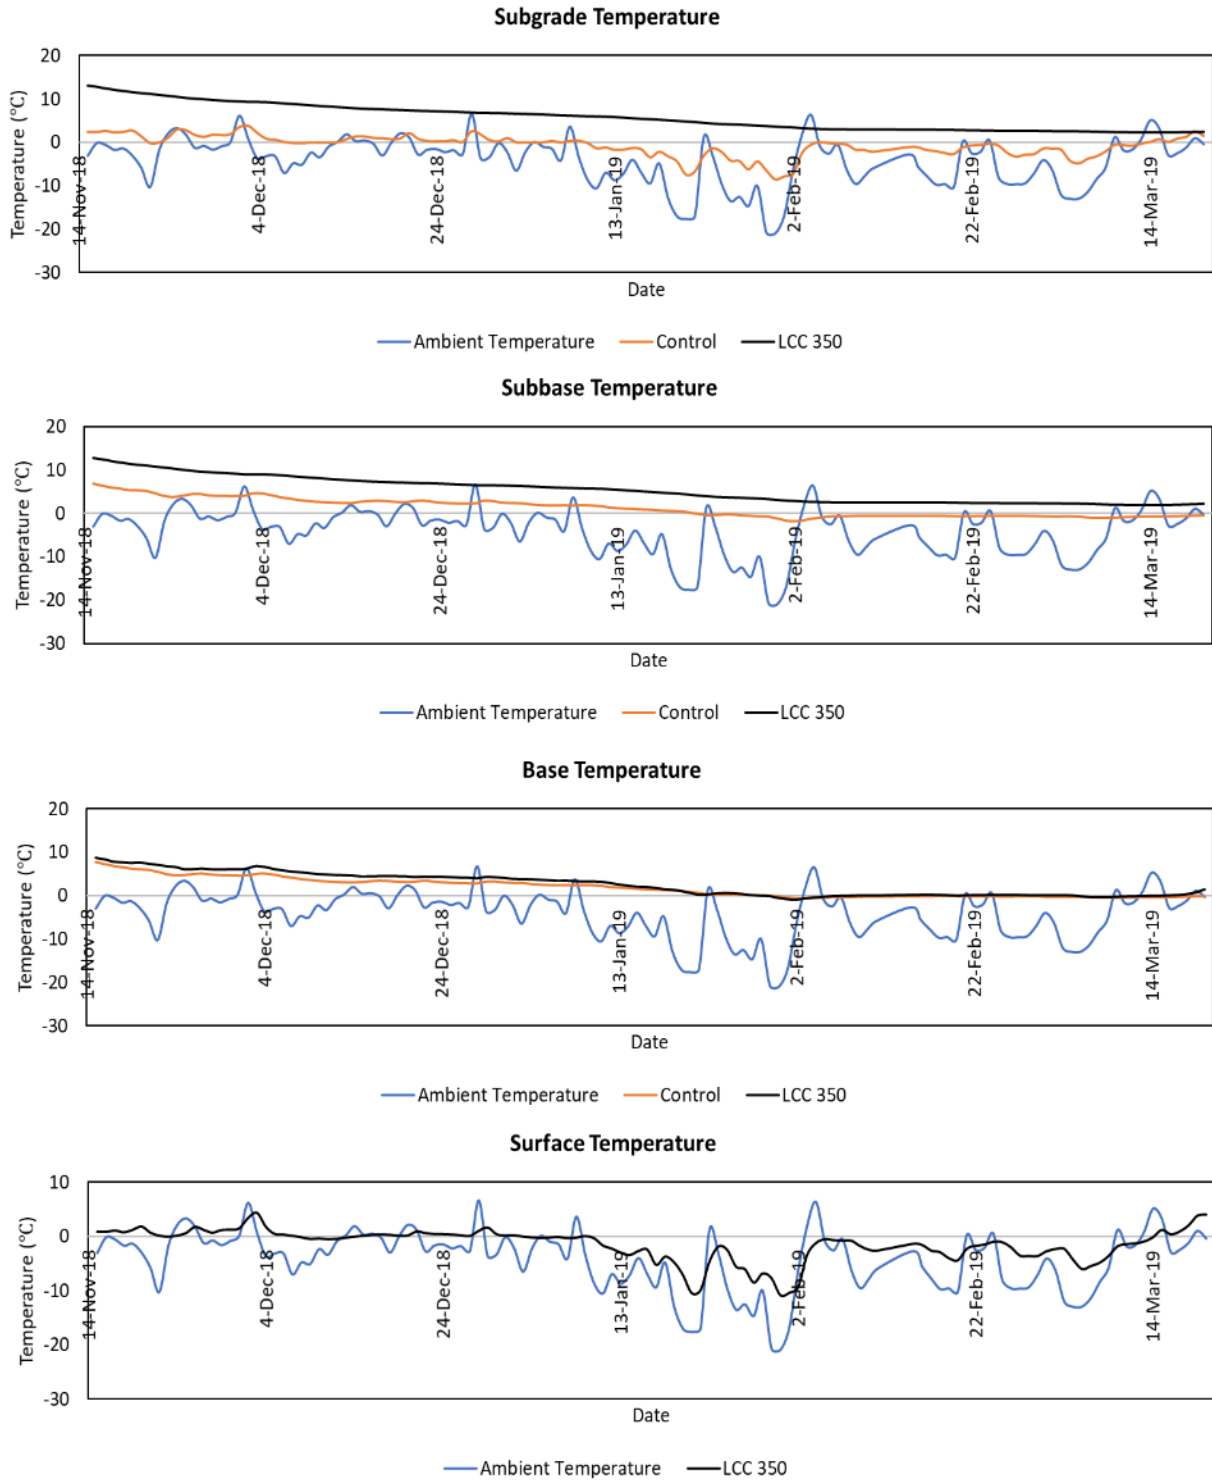 Subgrade Temperature
Temperature (°C)
20
10
0
-10
-20
-30
14-Nov-18
4-Dec-18
24-Dec-18
13-Jan-19
2-Feb-19
22-Feb-19
14-Mar-19
Date
Ambient Temperature Control LCC 350
Subbase Temperature
Temperature (°C)
20
10
0
-10
-20
-30
14-Nov-18
4-Dec-18
24-Dec-18
13-Jan-19
2-Feb-19
22-Feb-19
14-Mar-19
Date
Ambient Temperature Control LCC 350
Base Temperature
Temperature (°C)
20
10
0
-10
-20
-30
14-Nov-18
4-Dec-18
24-Dec-18
13-Jan-19
2-Feb-19
22-Feb-19
14-Mar-19
Date
Ambient Temperature Control LCC 350
Surface Temperature
Temperature (°C)
10
0
-10
-20
-30
14-Nov-18
4-Dec-18
24-Dec-18
13-Jan-19
2-Feb-19
22-Feb-19
14-Mar-19
Date
Ambient Temperature LCC 350